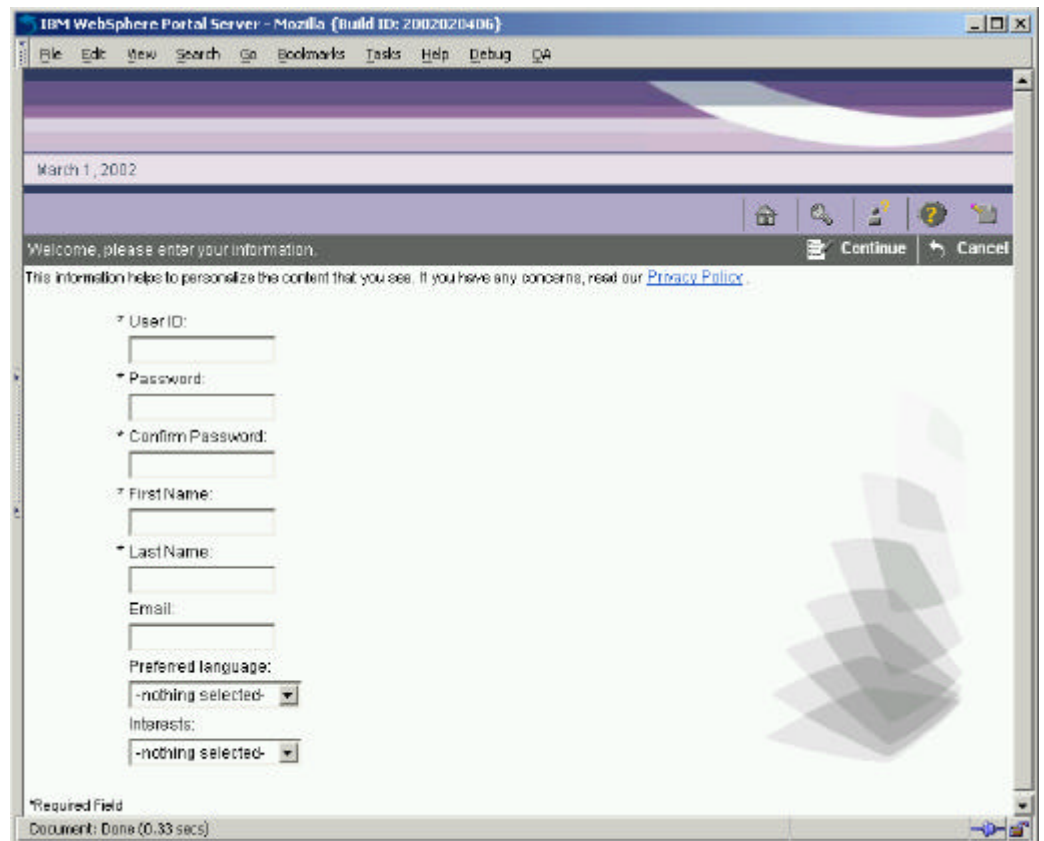 IBM WebSphere Portal Server - Mozilla {Build ID: 2002020406}
File Edit View Search Go Bookmarks Tasks Help Debug QA
March 1, 2002
Welcome, please enter your information. Continue Cancel
This information helps to personalize the content that you see. If you have any concerns, read our Privacy Policy .
* User ID:
* Password:
* Confirm Password:
* First Name:
* Last Name:
Email:
Preferred language:
-nothing selected-
Interests:
-nothing selected-
*Required Field
Document: Done (0.33 secs)